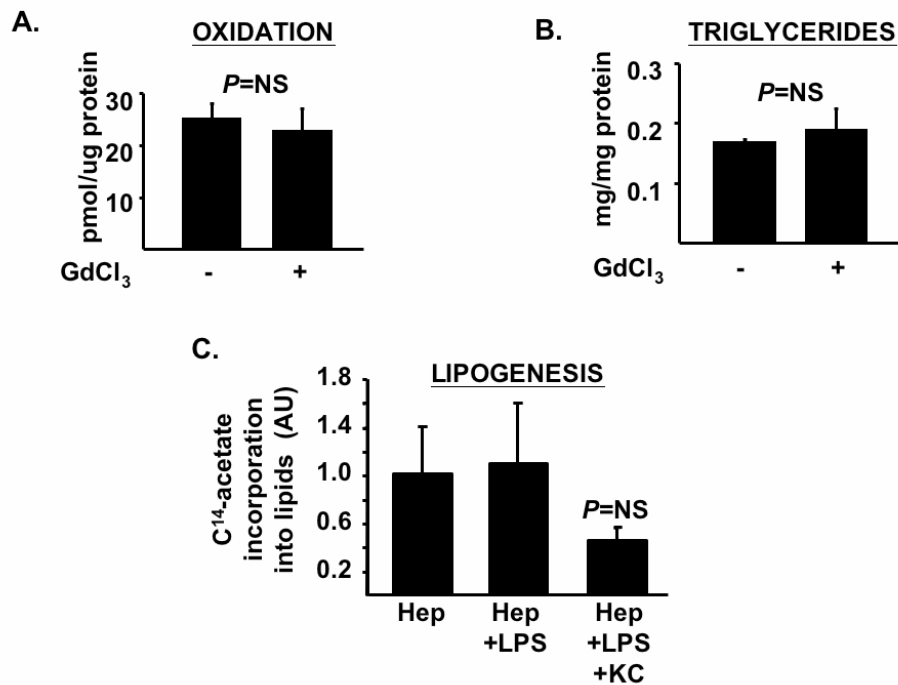 A.
OXIDATION
pmol/ug protein
30
20
10
P=NS
GdCl₃ - +
B.
TRIGLYCERIDES
mg/mg protein
0.3
0.2
0.1
P=NS
GdCl₃ - +
C.
LIPOGENESIS
C¹⁴-acetate
incorporation
into lipids (AU)
1.8
1.4
1.0
0.6
0.2
P=NS
Hep
Hep
+LPS
Hep
+LPS
+KC